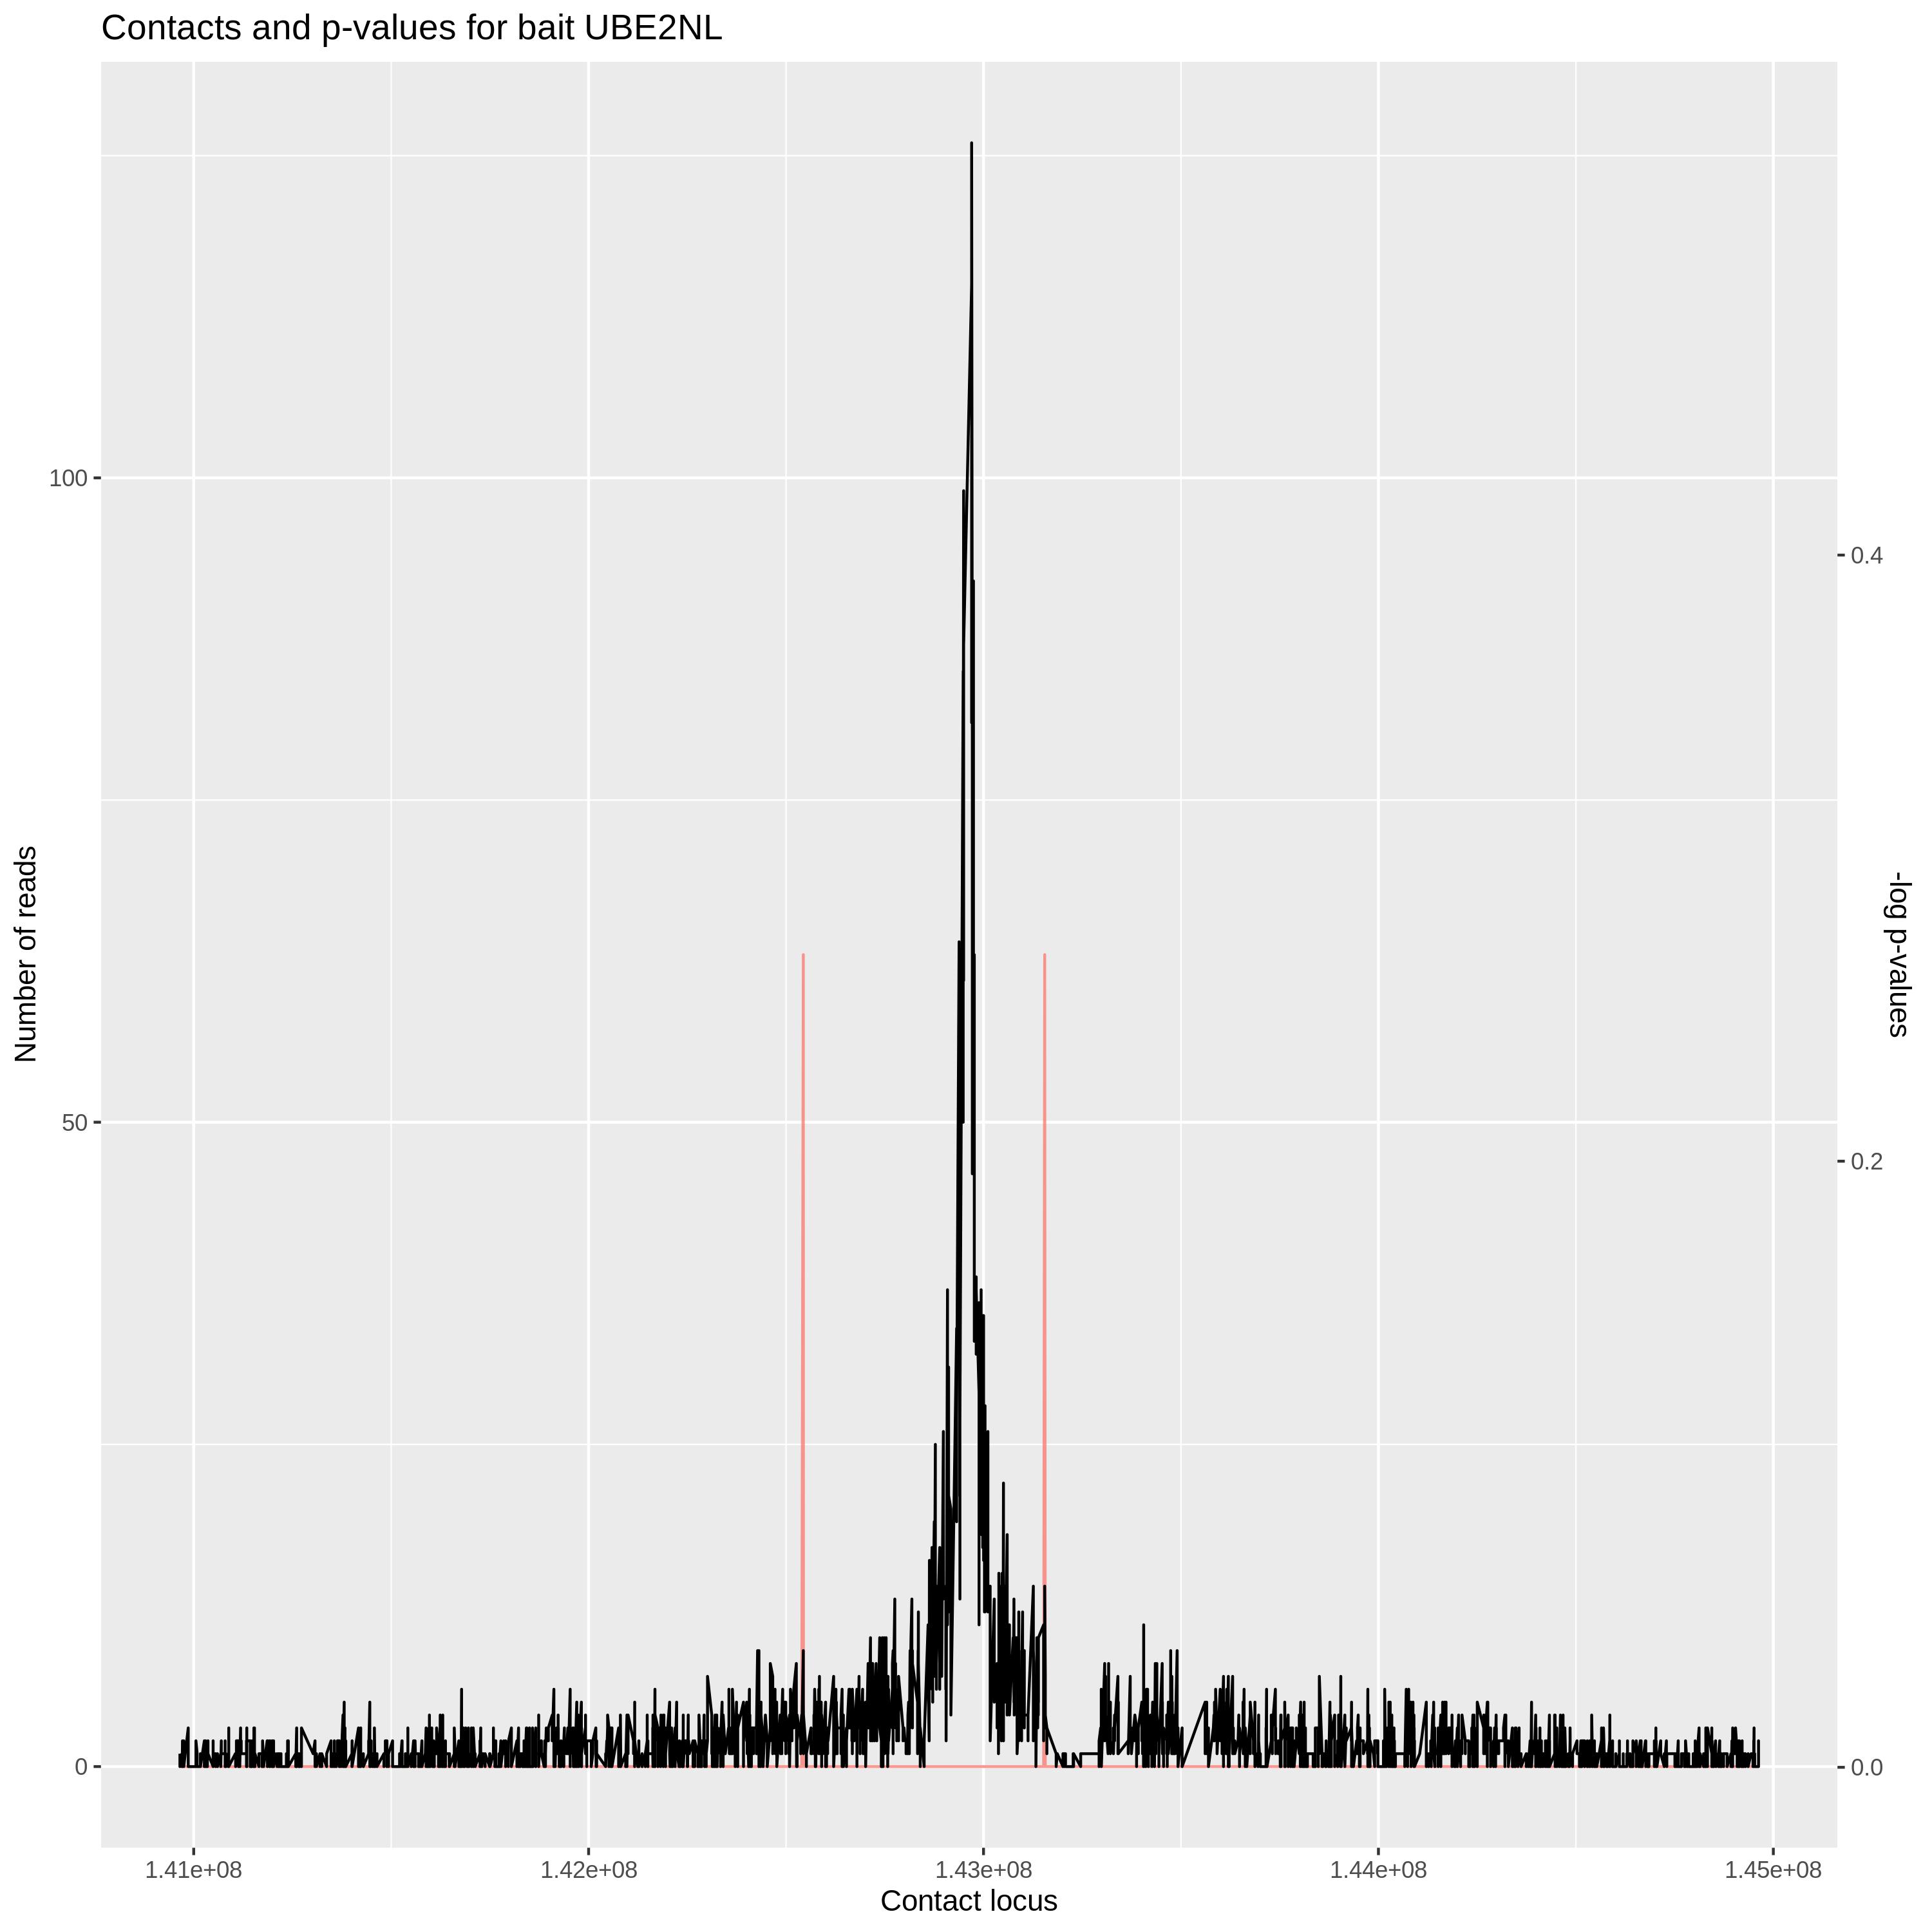 Contacts and p-values for bait UBE2NL
Number of reads
100
50
0
-log p-values
0.4
0.2
0.0
1.41e+08
1.42e+08
1.43e+08
1.44e+08
1.45e+08
Contact locus